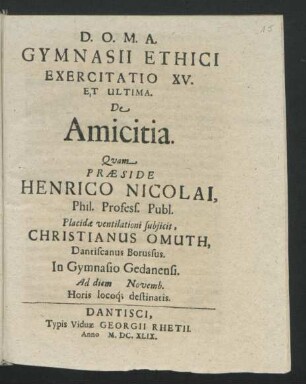 25
D. O. M. A.
GYMNASII ETHICI
EXERCITATIO XV.
ET ULTIMA.
De
Amicitia.
Qvam
PRÆSIDE
HENRICO NICOLAI,
Phil. Profess. Publ.
Placidæ ventilationi subjicit,
CHRISTIANUS OMUTH,
Dantiscanus Borussus.
In Gymnasio Gedanensi.
Ad diem Novemb.
Horis locoq́; destinatis.
DANTISCI,
Typis Viduæ GEORGII RHETII.
Anno M. DC. XLIX.